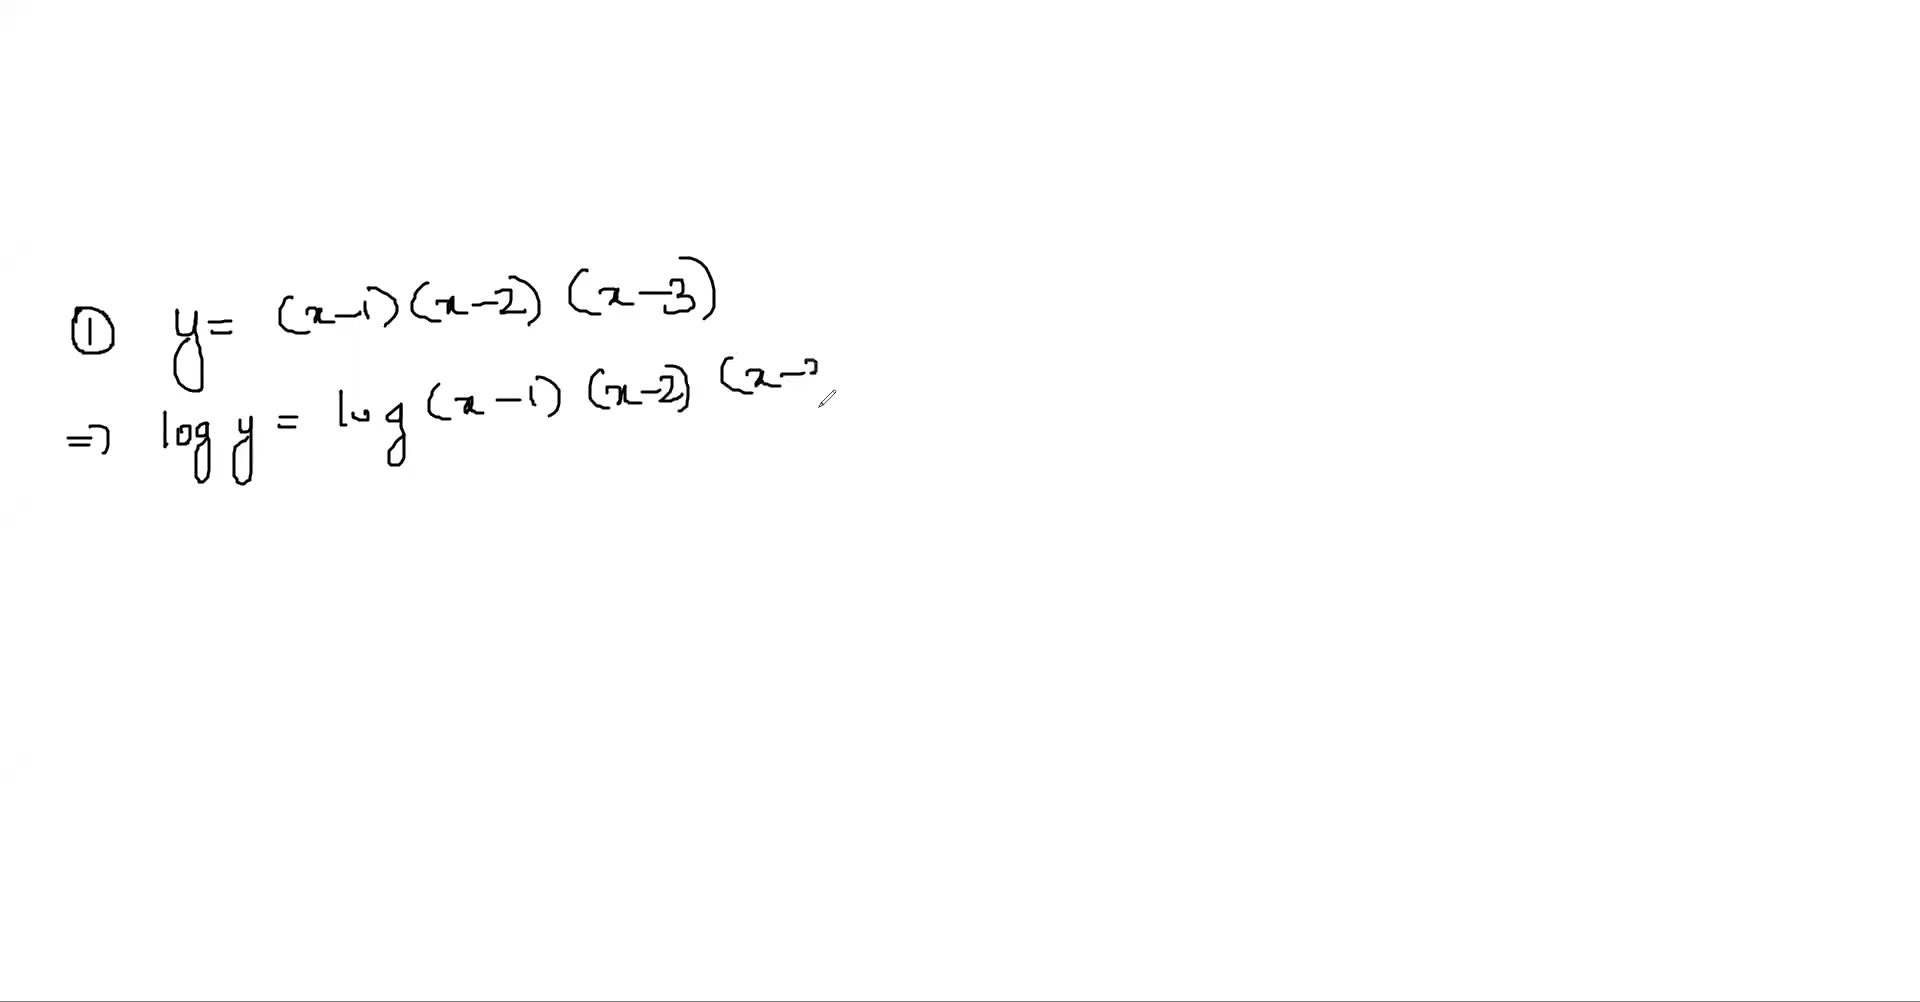 ① y = (x-1)(x-2)(x-3)
=> log y = log(x-1)(x-2)(x-